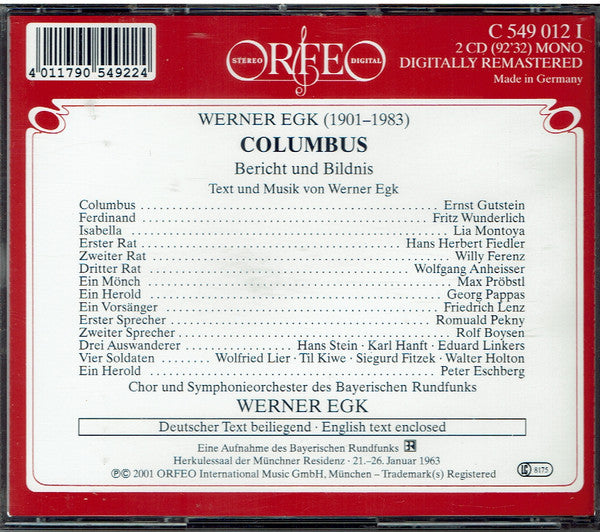 C 549 012 I
2 CD (92'32) MONO
DIGITALLY REMASTERED
Made in Germany
4 011790 549224
STEREO ORFEO DIGITAL
WERNER EGK (1901–1983)
COLUMBUS
Bericht und Bildnis
Text und Musik von Werner Egk
Columbus ........ Ernst Gutstein
Ferdinand ........ Fritz Wunderlich
Isabella ........ Lia Montoya
Erster Rat ........ Hans Herbert Fiedler
Zweiter Rat ........ Willy Ferenz
Dritter Rat ........ Wolfgang Anheisser
Ein Mönch ........ Max Pröbstl
Ein Herold ........ Georg Pappas
Ein Vorsänger ........ Friedrich Lenz
Erster Sprecher ........ Romuald Pekny
Zweiter Sprecher ........ Rolf Boysen
Drei Auswanderer ........ Hans Stein · Karl Hanft · Eduard Linkers
Vier Soldaten ........ Wolfried Lier · Til Kiwe · Siegurd Fitzek · Walter Holton
Ein Herold ........ Peter Eschberg
Chor und Symphonieorchester des Bayerischen Rundfunks
WERNER EGK
Deutscher Text beiliegend · English text enclosed
Eine Aufnahme des Bayerischen Rundfunks BR
Herkulessaal der Münchner Residenz · 21.–26. Januar 1963
℗© 2001 ORFEO International Music GmbH, München – Trademark(s) Registered
LC 8175